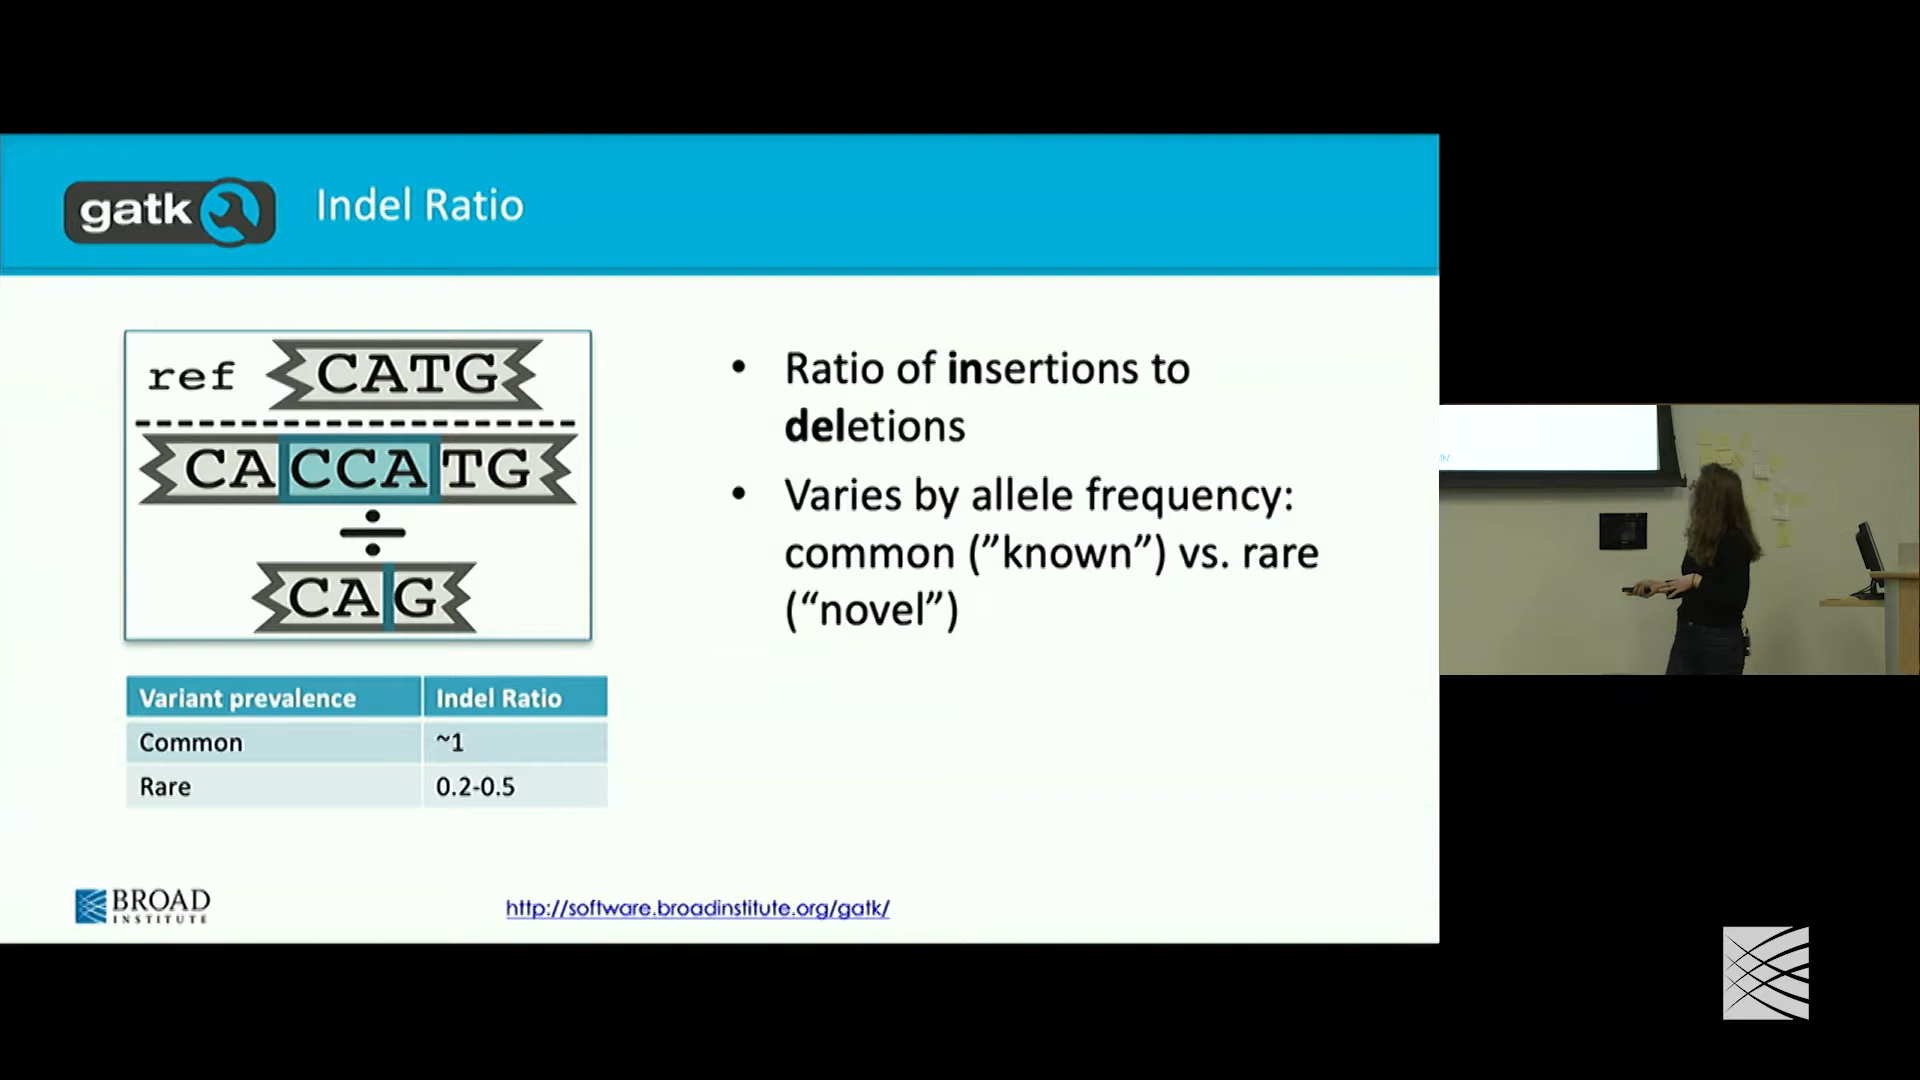 gatk
Indel Ratio
ref CATG
CACCATG
÷
CAG
• Ratio of insertions to
deletions
• Varies by allele frequency:
common (”known”) vs. rare
(“novel”)
Variant prevalence Indel Ratio
Common ~1
Rare 0.2-0.5
BROAD
INSTITUTE
http://software.broadinstitute.org/gatk/